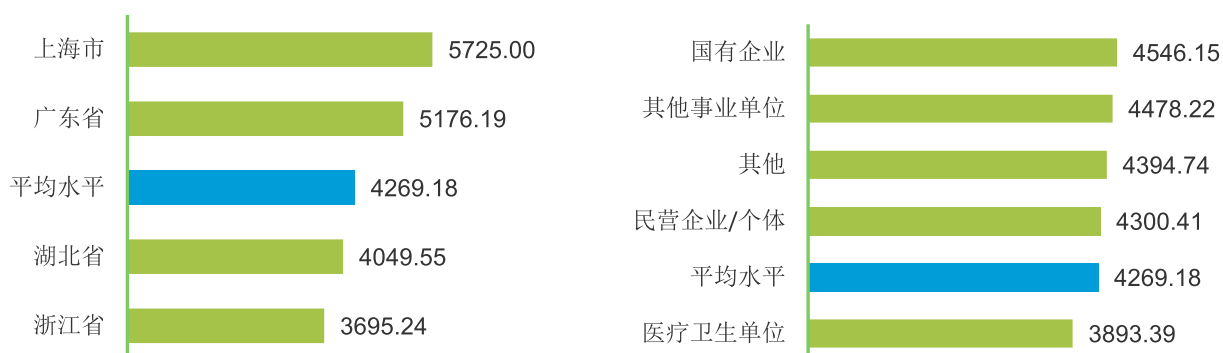 上海市 5725.00
广东省 5176.19
平均水平 4269.18
湖北省 4049.55
浙江省 3695.24
国有企业 4546.15
其他事业单位 4478.22
其他 4394.74
民营企业/个体 4300.41
平均水平 4269.18
医疗卫生单位 3893.39